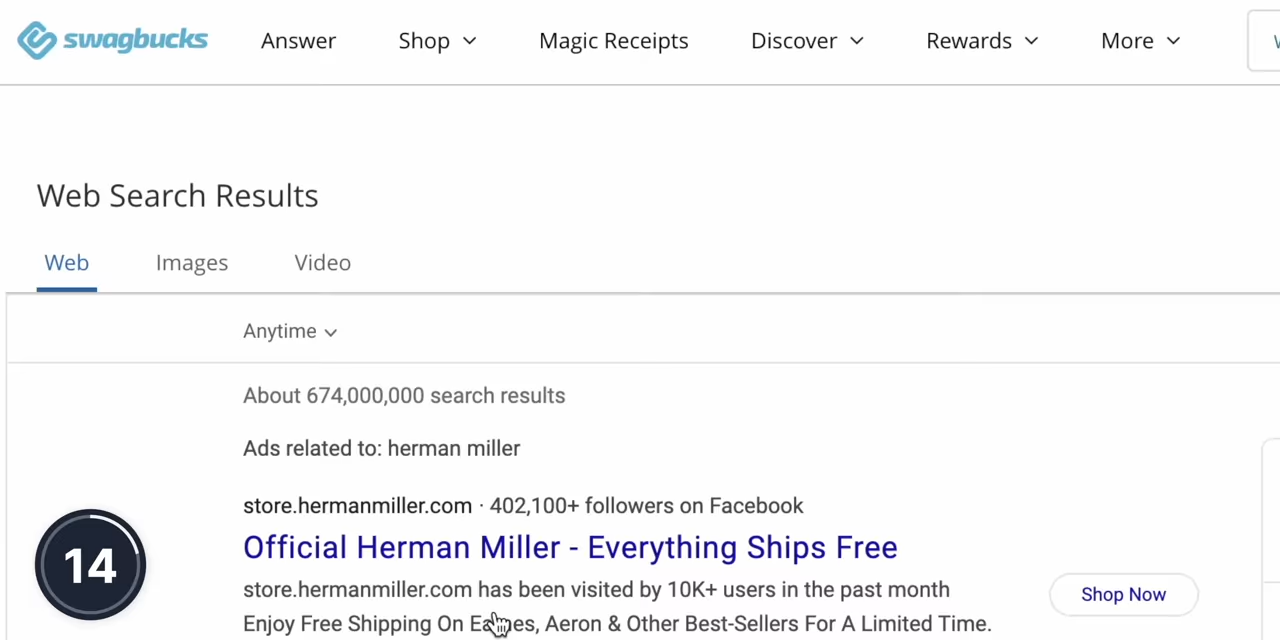 swagbucks Answer Shop Magic Receipts Discover Rewards More
Web Search Results
Web Images Video
Anytime
About 674,000,000 search results
Ads related to: herman miller
store.hermanmiller.com · 402,100+ followers on Facebook
Official Herman Miller - Everything Ships Free
14
store.hermanmiller.com has been visited by 10K+ users in the past month
Shop Now
Enjoy Free Shipping On Eames, Aeron & Other Best-Sellers For A Limited Time.